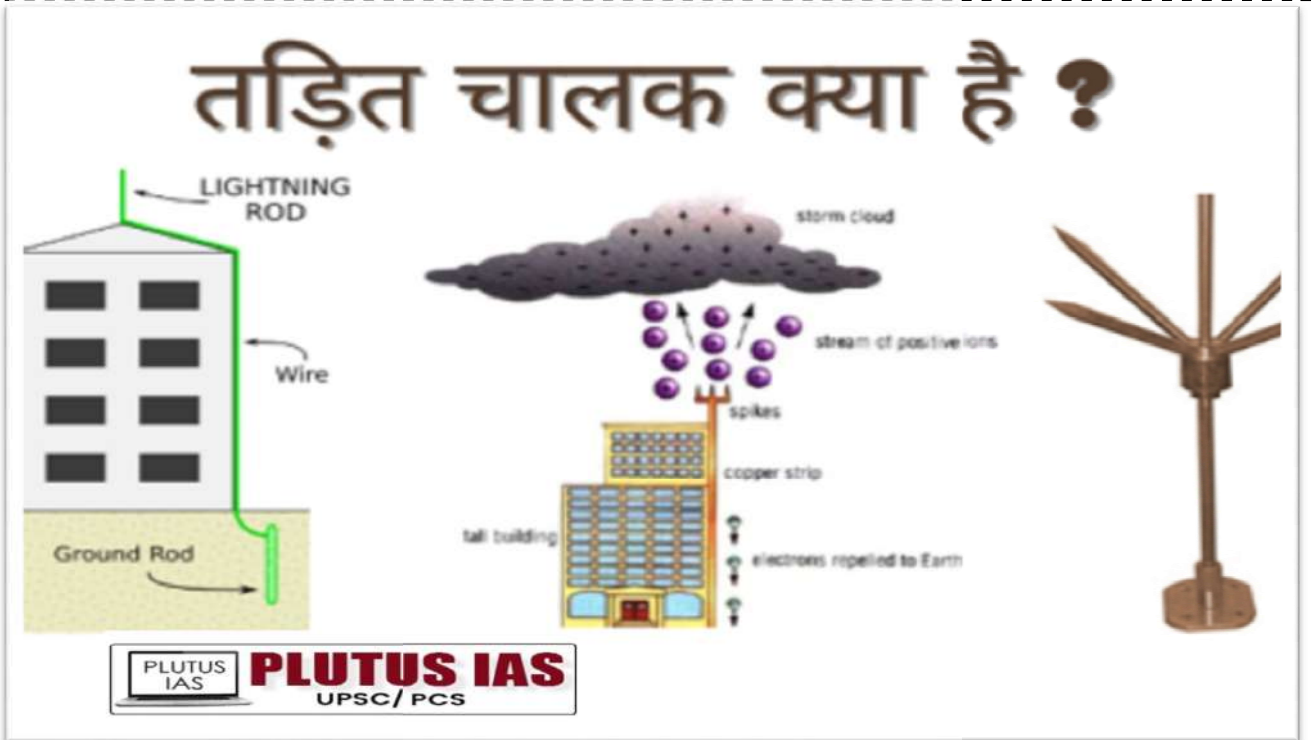 तड़ित चालक क्या है ?
LIGHTNING
ROD
Wire
Ground Rod
storm cloud
stream of positive ions
spikes
copper strip
tall building
electrons repelled to Earth
PLUTUS
IAS
PLUTUS IAS
UPSC/ PCS